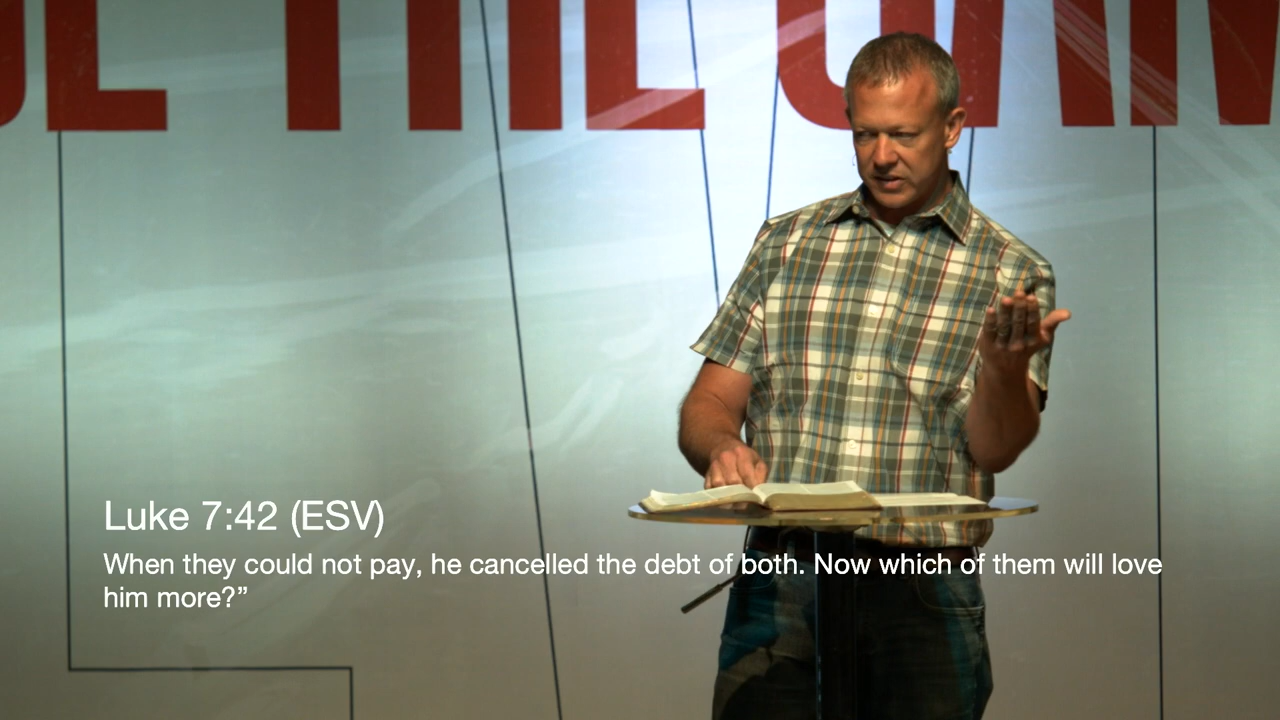 THE
Luke 7:42 (ESV)
When they could not pay, he cancelled the debt of both. Now which of them will love
him more?”